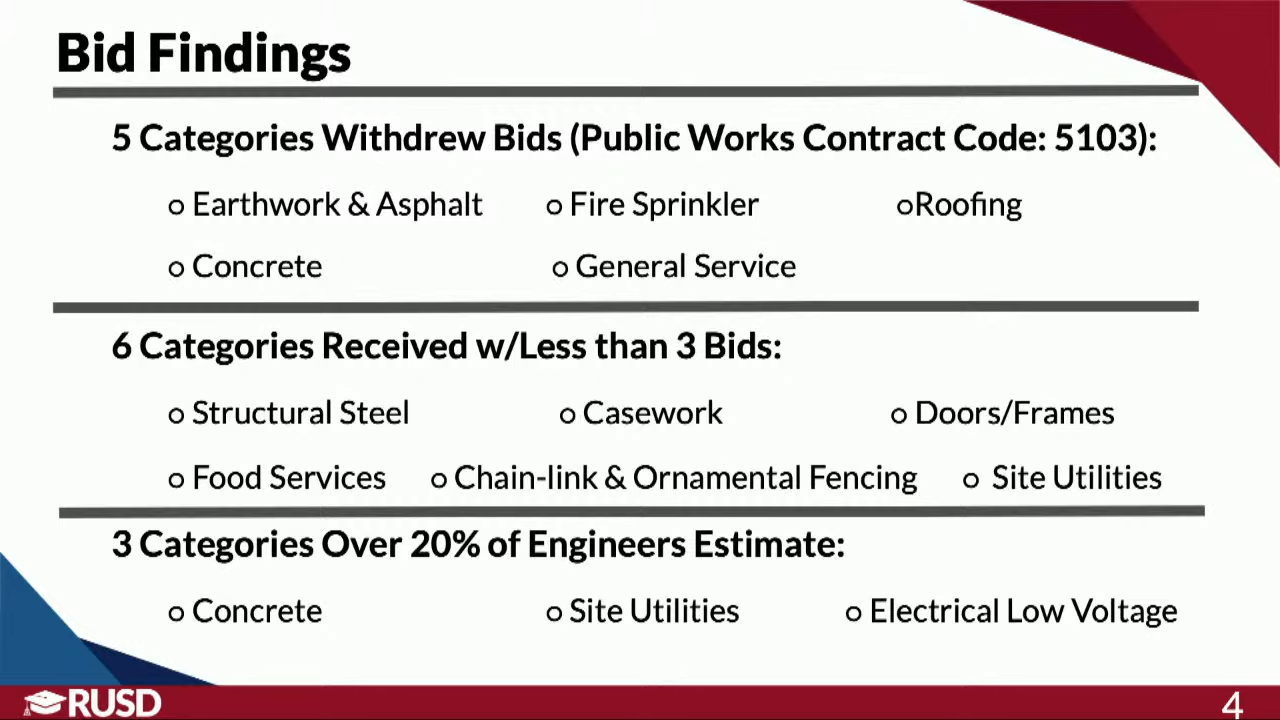 Bid Findings
5 Categories Withdrew Bids (Public Works Contract Code: 5103):
○ Earthwork & Asphalt ○ Fire Sprinkler ○Roofing
○ Concrete ○ General Service
6 Categories Received w/Less than 3 Bids:
○ Structural Steel ○ Casework ○ Doors/Frames
○ Food Services ○ Chain-link & Ornamental Fencing ○ Site Utilities
3 Categories Over 20% of Engineers Estimate:
○ Concrete ○ Site Utilities ○ Electrical Low Voltage
RUSD 4